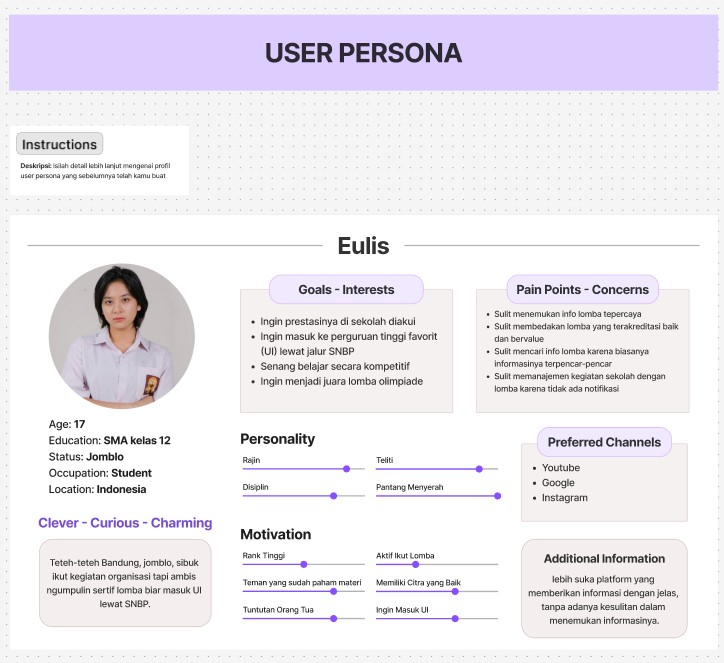 USER PERSONA
Instructions
Deskripsi: Isilah detail lebih lanjut mengenai profil
user persona yang sebelumnya telah kamu buat
Eulis
Age: 17
Education: SMA kelas 12
Status: Jomblo
Occupation: Student
Location: Indonesia
Clever - Curious - Charming
Teteh-teteh Bandung, jomblo, sibuk
ikut kegiatan organisasi tapi ambis
ngumpulin sertif lomba biar masuk UI
lewat SNBP.
Goals - Interests
• Ingin prestasinya di sekolah diakui
• Ingin masuk ke perguruan tinggi favorit
(UI) lewat jalur SNBP
• Senang belajar secara kompetitif
• Ingin menjadi juara lomba olimpiade
Pain Points - Concerns
• Sulit menemukan info lomba tepercaya
• Sulit membedakan lomba yang terakreditasi baik
dan bervalue
• Sulit mencari info lomba karena biasanya
informasinya terpencar-pencar
• Sulit memanajemen kegiatan sekolah dengan
lomba karena tidak ada notifikasi
Personality
Rajin
Teliti
Disiplin
Pantang Menyerah
Motivation
Rank Tinggi
Aktif Ikut Lomba
Teman yang sudah paham materi
Memiliki Citra yang Baik
Tuntutan Orang Tua
Ingin Masuk UI
Preferred Channels
• Youtube
• Google
• Instagram
Additional Information
lebih suka platform yang
memberikan informasi dengan jelas,
tanpa adanya kesulitan dalam
menemukan informasinya.